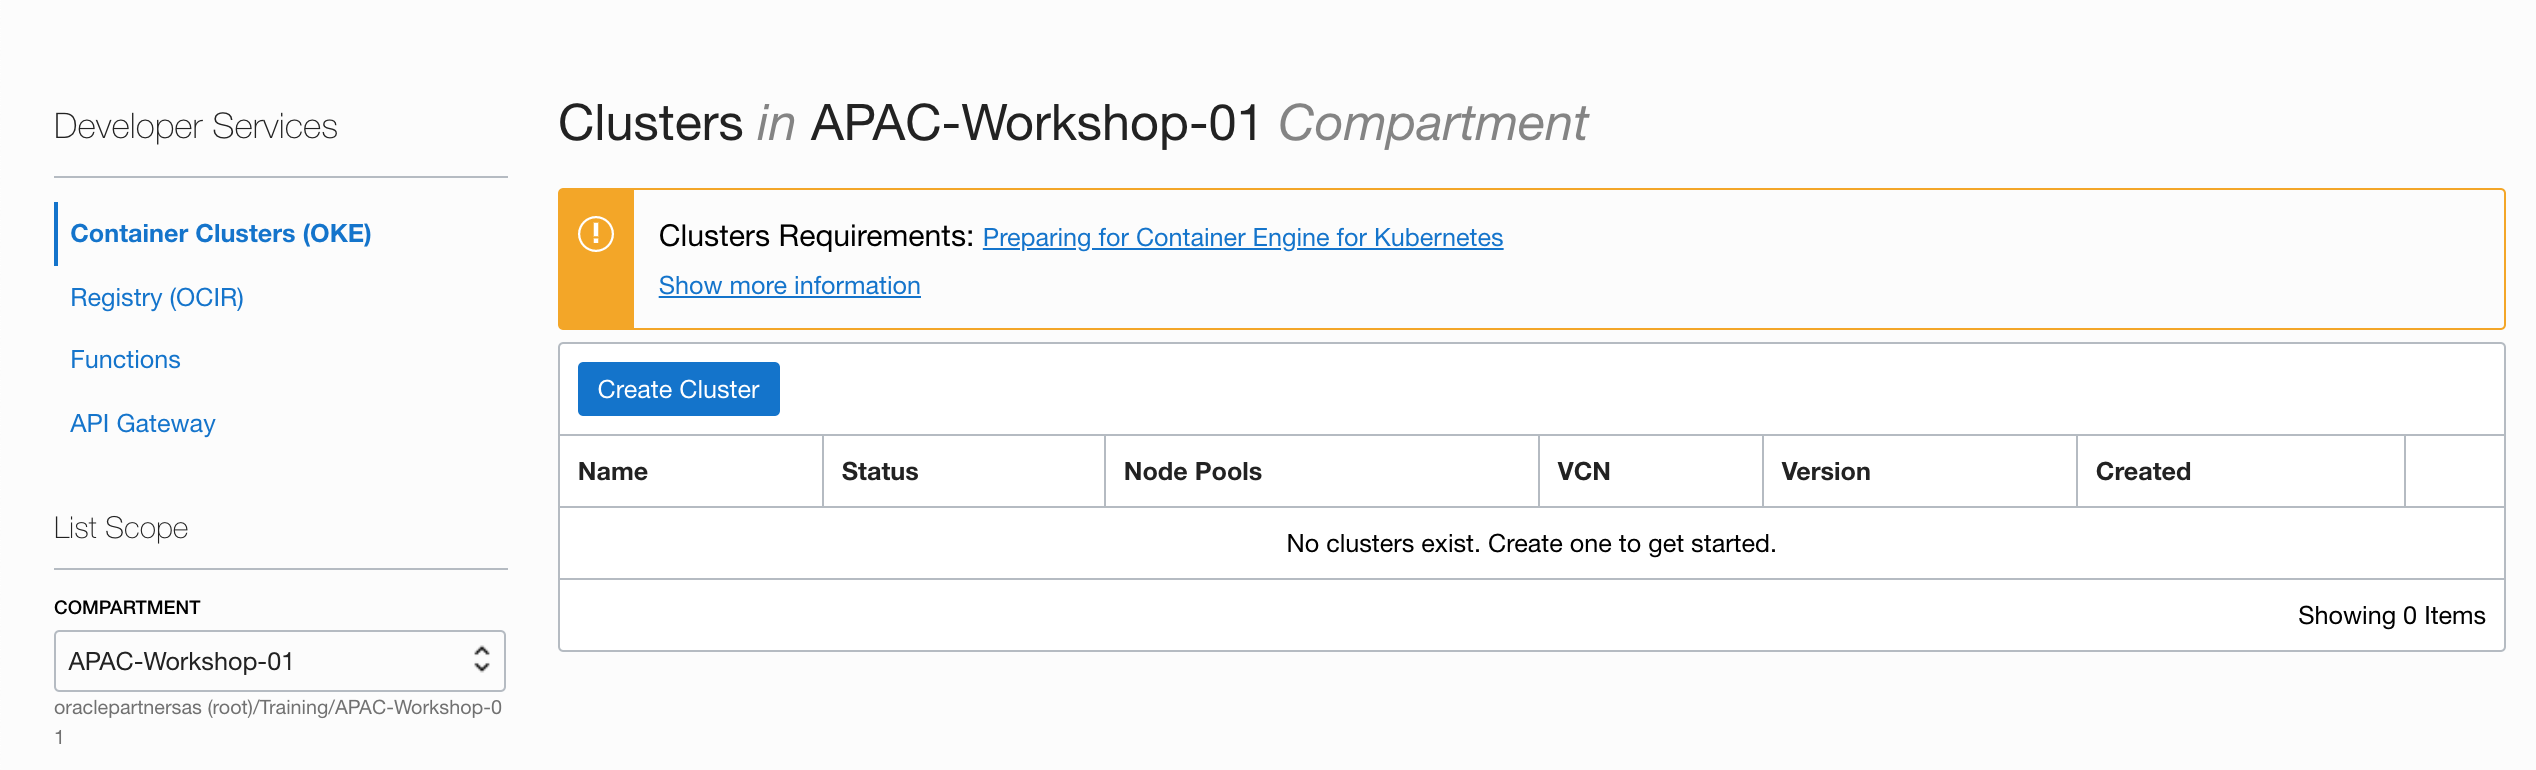 Developer Services
Container Clusters (OKE)
Registry (OCIR)
Functions
API Gateway
List Scope
COMPARTMENT
APAC-Workshop-01
oraclepartnersas (root)/Training/APAC-Workshop-0
1
Clusters in APAC-Workshop-01 Compartment
Clusters Requirements: Preparing for Container Engine for Kubernetes
Show more information
Create Cluster
Name Status Node Pools VCN Version Created
No clusters exist. Create one to get started.
Showing 0 Items